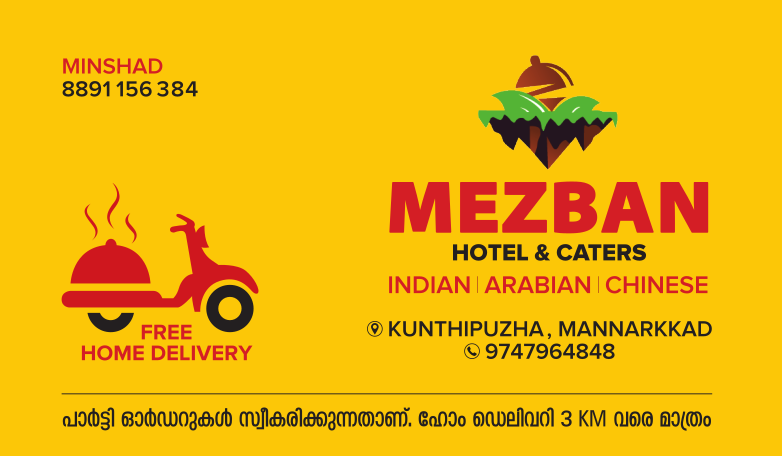 MINSHAD
8891 156 384
MEZBAN
HOTEL & CATERS
INDIAN | ARABIAN | CHINESE
KUNTHIPUZHA, MANNARKKAD
9747964848
FREE
HOME DELIVERY
പാർട്ടി ഓർഡറുകൾ സ്വീകരിക്കുന്നതാണ്. ഹോം ഡെലിവറി 3 KM വരെ മാത്രം